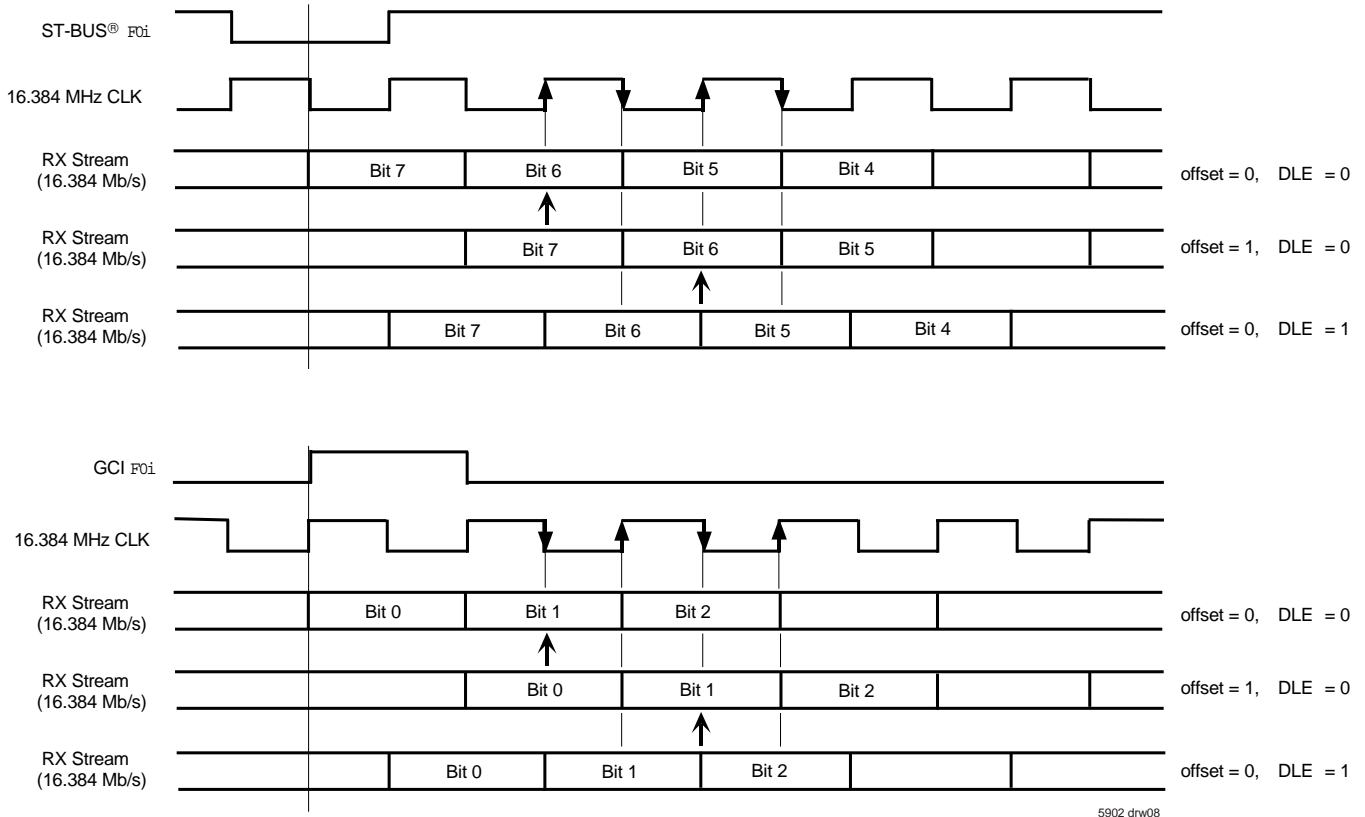 ST-BUS® F0i
16.384 MHz CLK
RX Stream
(16.384 Mb/s)
Bit 7 Bit 6 Bit 5 Bit 4
offset = 0, DLE = 0
RX Stream
(16.384 Mb/s)
Bit 7 Bit 6 Bit 5
offset = 1, DLE = 0
RX Stream
(16.384 Mb/s)
Bit 7 Bit 6 Bit 5 Bit 4
offset = 0, DLE = 1
GCI F0i
16.384 MHz CLK
RX Stream
(16.384 Mb/s)
Bit 0 Bit 1 Bit 2
offset = 0, DLE = 0
RX Stream
(16.384 Mb/s)
Bit 0 Bit 1 Bit 2
offset = 1, DLE = 0
RX Stream
(16.384 Mb/s)
Bit 0 Bit 1 Bit 2
offset = 0, DLE = 1
5902 drw08